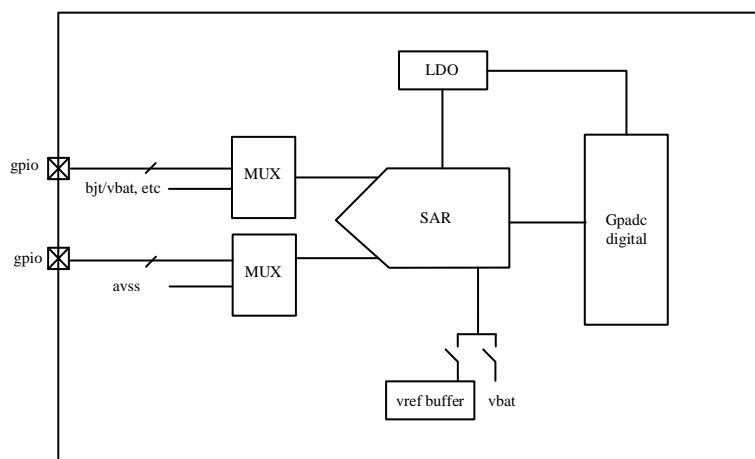 LDO
gpio
MUX
bjt/vbat, etc
SAR
Gpadc
digital
gpio
MUX
avss
vref buffer
vbat